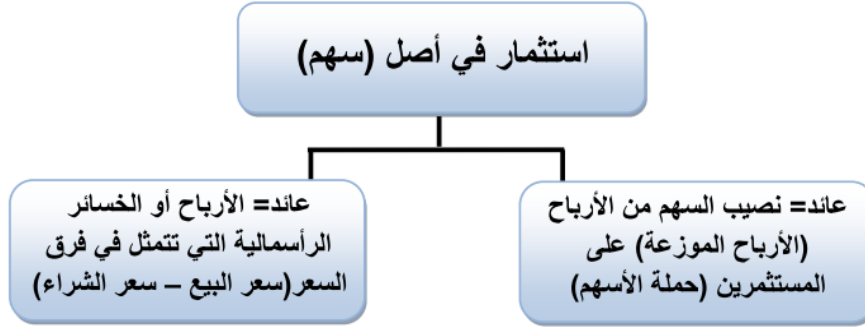 استثمار في أصل (سهم)
عائد= نصيب السهم من الأرباح
(الأرباح الموزعة) على
المستثمرين (حملة الأسهم)
عائد= الأرباح أو الخسائر
الرأسمالية التي تتمثل في فرق
السعر(سعر البيع – سعر الشراء)